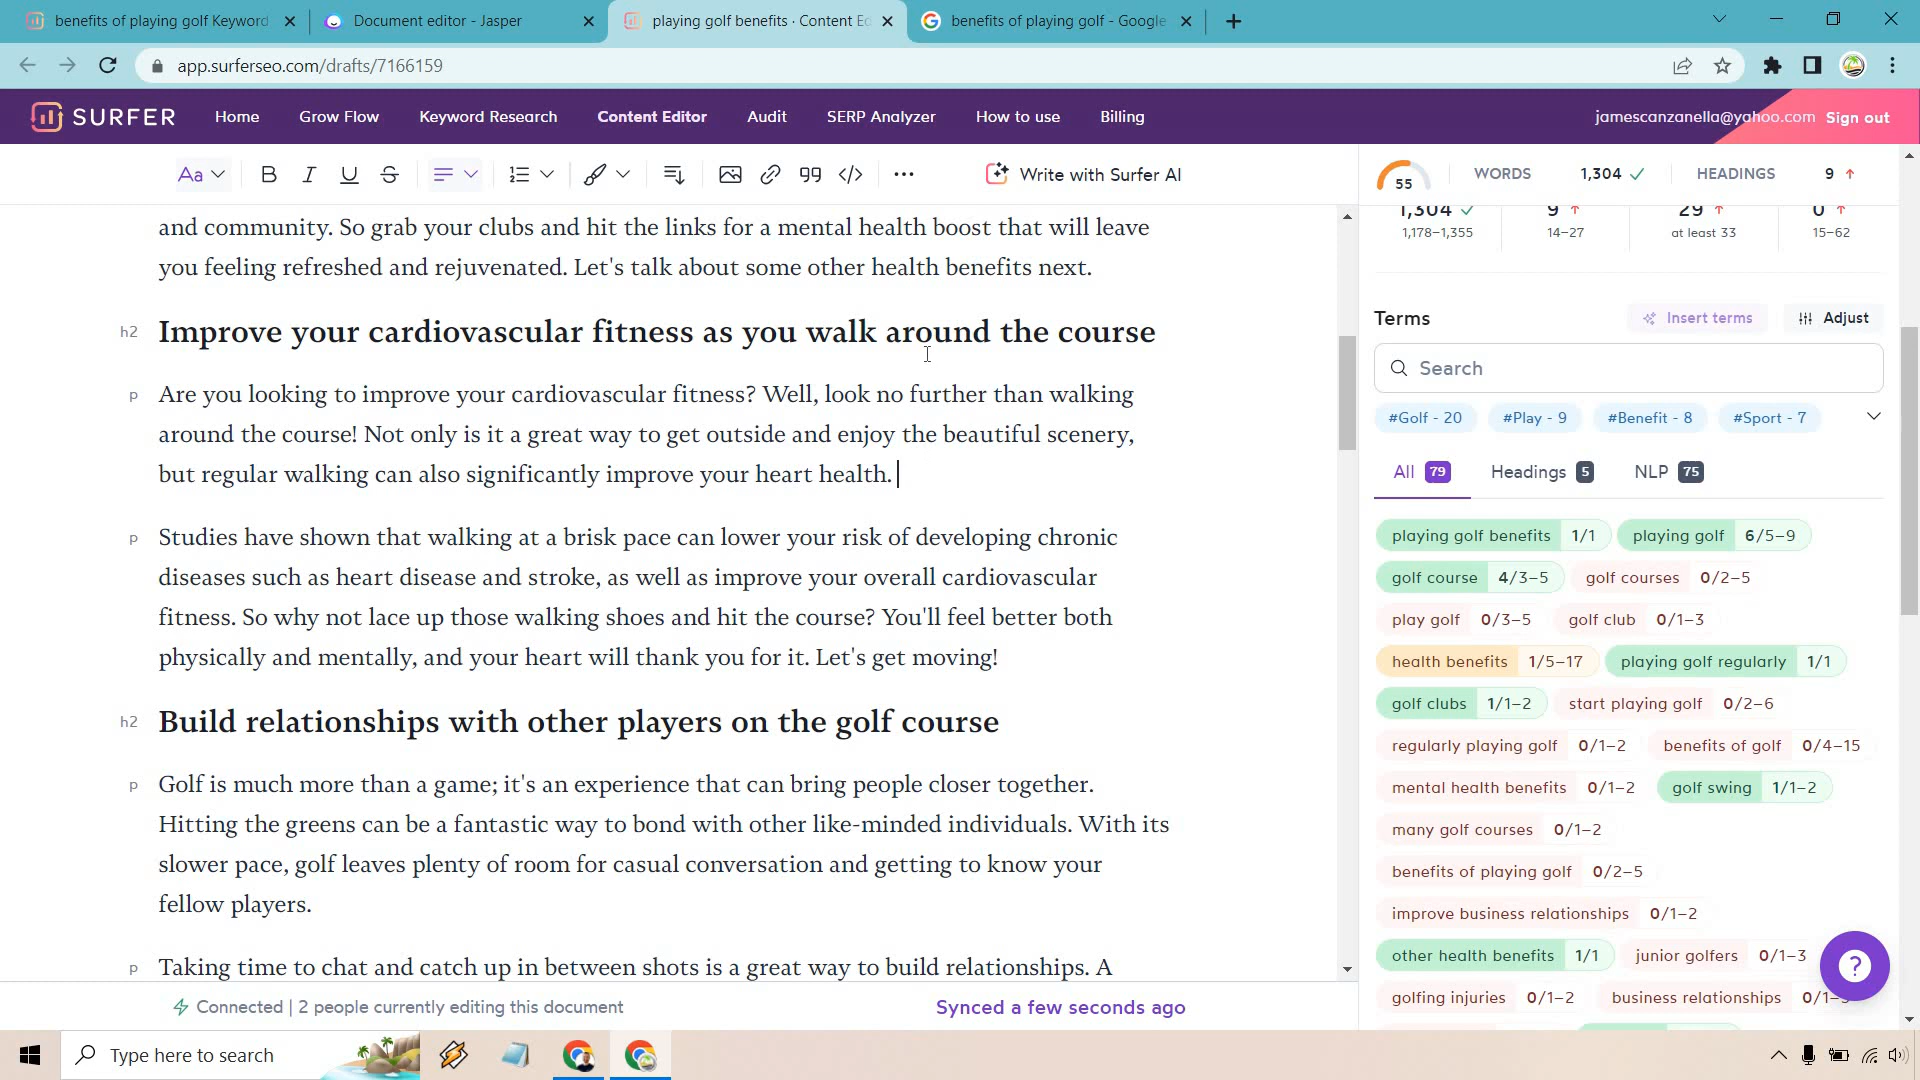 benefits of playing golf Keyword
Document editor - Jasper
playing golf benefits · Content Ed
benefits of playing golf - Google
app.surferseo.com/drafts/7166159
SURFER
Home
Grow Flow
Keyword Research
Content Editor
Audit
SERP Analyzer
How to use
Billing
jamescanzanella@yahoo.com
Sign out
Aa
Write with Surfer AI
55
WORDS 1,304
HEADINGS 9
1,304 9 29 0
1,178–1,355 14–27 at least 33 15–62
and community. So grab your clubs and hit the links for a mental health boost that will leave
you feeling refreshed and rejuvenated. Let's talk about some other health benefits next.
h2 Improve your cardiovascular fitness as you walk around the course
p Are you looking to improve your cardiovascular fitness? Well, look no further than walking
around the course! Not only is it a great way to get outside and enjoy the beautiful scenery,
but regular walking can also significantly improve your heart health.
p Studies have shown that walking at a brisk pace can lower your risk of developing chronic
diseases such as heart disease and stroke, as well as improve your overall cardiovascular
fitness. So why not lace up those walking shoes and hit the course? You'll feel better both
physically and mentally, and your heart will thank you for it. Let's get moving!
h2 Build relationships with other players on the golf course
p Golf is much more than a game; it's an experience that can bring people closer together.
Hitting the greens can be a fantastic way to bond with other like-minded individuals. With its
slower pace, golf leaves plenty of room for casual conversation and getting to know your
fellow players.
p Taking time to chat and catch up in between shots is a great way to build relationships. A
Connected | 2 people currently editing this document
Synced a few seconds ago
Terms
Insert terms
Adjust
Search
#Golf - 20 #Play - 9 #Benefit - 8 #Sport - 7
All 79 Headings 5 NLP 75
playing golf benefits 1/1 playing golf 6/5–9
golf course 4/3–5 golf courses 0/2–5
play golf 0/3–5 golf club 0/1–3
health benefits 1/5–17 playing golf regularly 1/1
golf clubs 1/1–2 start playing golf 0/2–6
regularly playing golf 0/1–2 benefits of golf 0/4–15
mental health benefits 0/1–2 golf swing 1/1–2
many golf courses 0/1–2
benefits of playing golf 0/2–5
improve business relationships 0/1–2
other health benefits 1/1 junior golfers 0/1–3
golfing injuries 0/1–2 business relationships
?
Type here to search